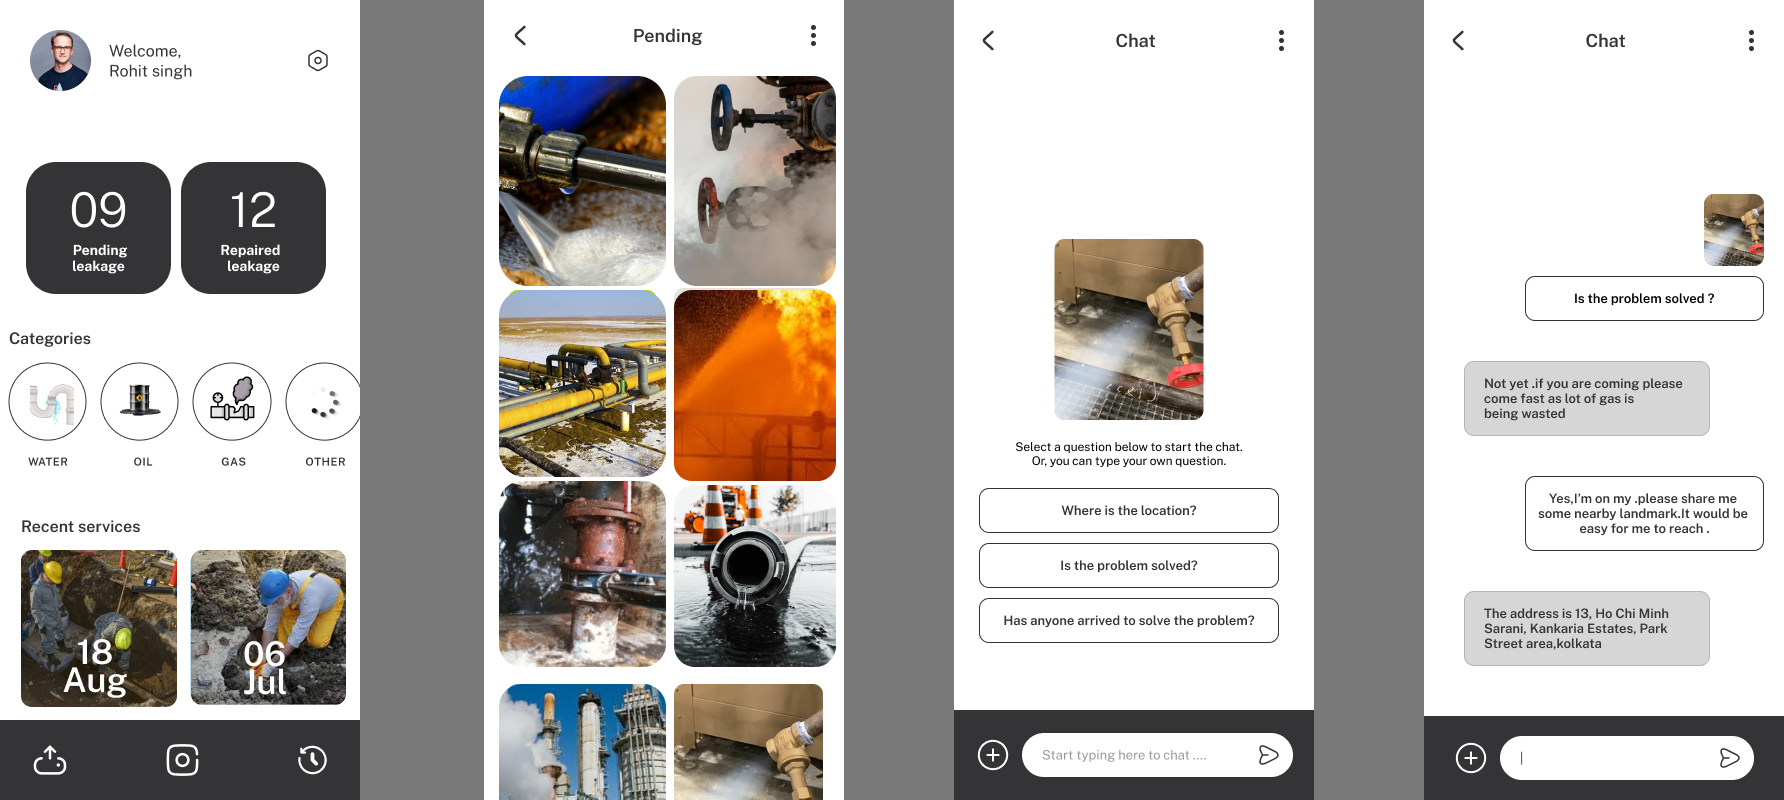 Welcome,
Rohit singh
09
Pending
leakage
12
Repaired
leakage
Categories
WATER
OIL
GAS
OTHER
Recent services
18
Aug
06
Jul
Pending
Chat
Select a question below to start the chat.
Or, you can type your own question.
Where is the location?
Is the problem solved?
Has anyone arrived to solve the problem?
Start typing here to chat ....
Chat
Is the problem solved ?
Not yet .if you are coming please
come fast as lot of gas is
being wasted
Yes,I'm on my .please share me
some nearby landmark.It would be
easy for me to reach .
The address is 13, Ho Chi Minh
Sarani, Kankaria Estates, Park
Street area,kolkata